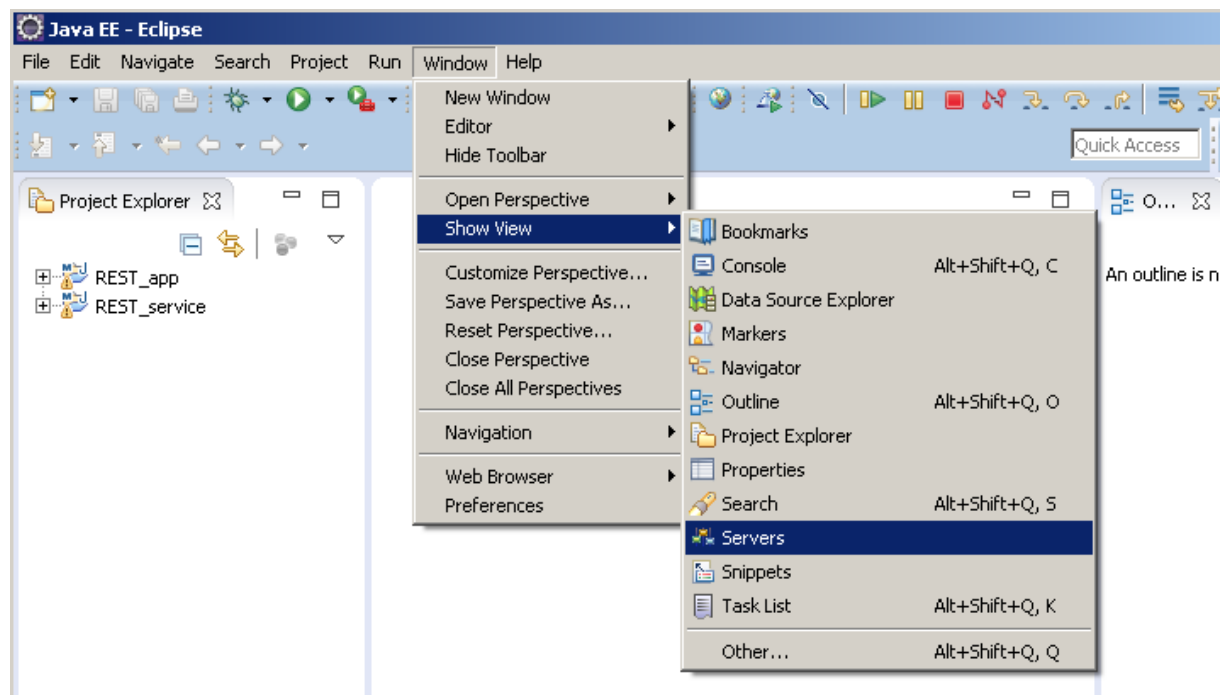 Java EE - Eclipse
File Edit Navigate Search Project Run Window Help
New Window
Editor
Hide Toolbar
Quick Access
Open Perspective
Show View
Customize Perspective...
Save Perspective As...
Reset Perspective...
Close Perspective
Close All Perspectives
Navigation
Web Browser
Preferences
Project Explorer
REST_app
REST_service
Bookmarks
Console Alt+Shift+Q, C
Data Source Explorer
Markers
Navigator
Outline Alt+Shift+Q, O
Project Explorer
Properties
Search Alt+Shift+Q, S
Servers
Snippets
Task List Alt+Shift+Q, K
Other... Alt+Shift+Q, Q
O...
An outline is n